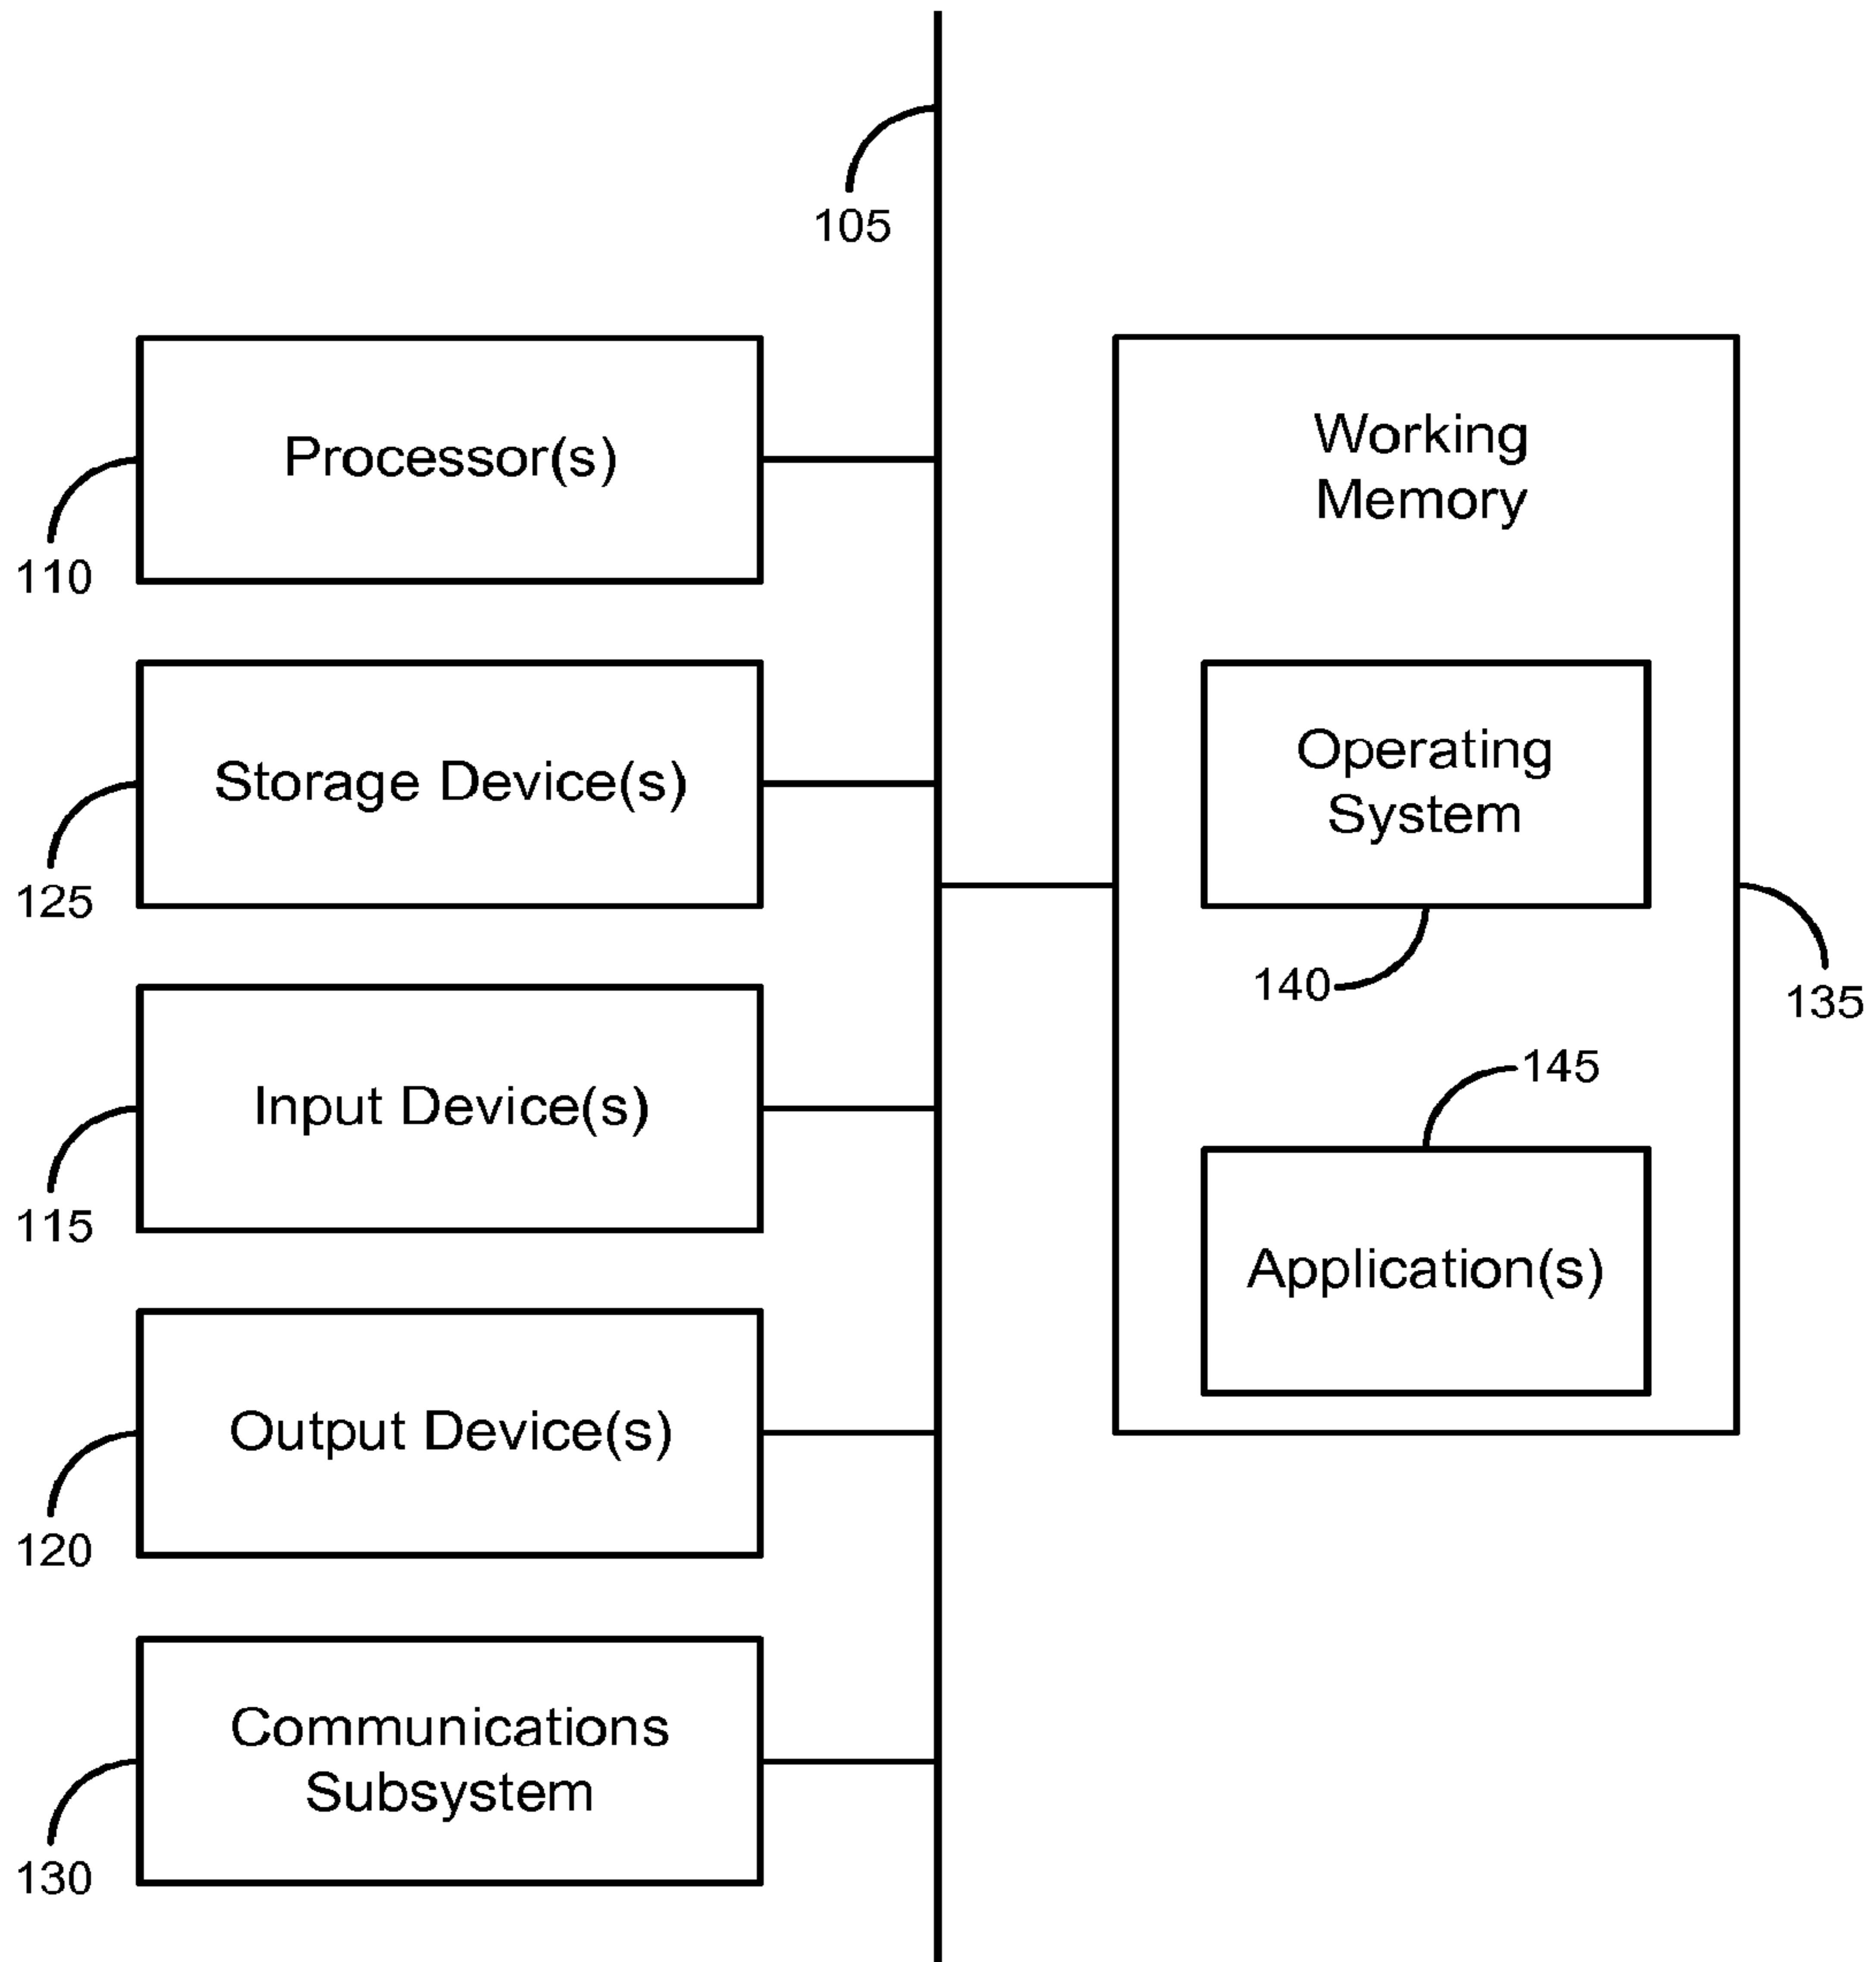 105
Processor(s)
110
Storage Device(s)
125
Input Device(s)
115
Output Device(s)
120
Communications
Subsystem
130
Working
Memory
Operating
System
140
135
145
Application(s)